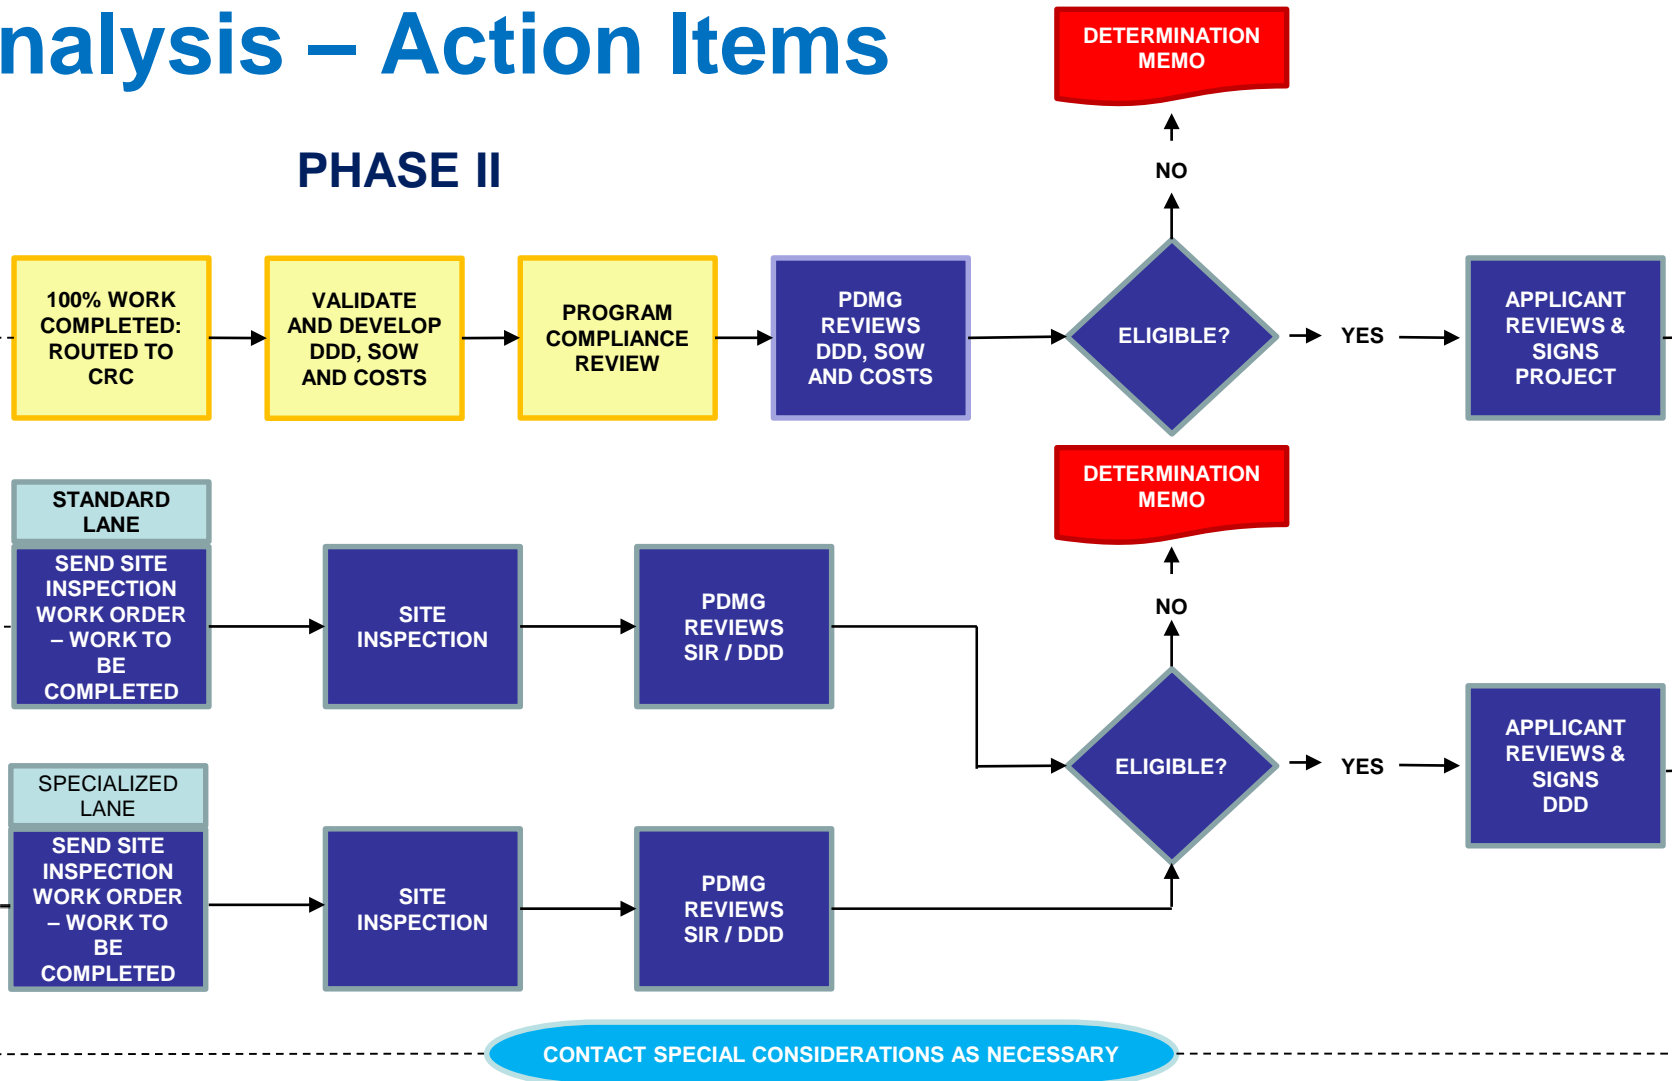 nalysis – Action Items
DETERMINATION
MEMO
PHASE II
NO
100% WORK
COMPLETED:
ROUTED TO
CRC
VALIDATE
AND DEVELOP
DDD, SOW
AND COSTS
PROGRAM
COMPLIANCE
REVIEW
PDMG
REVIEWS
DDD, SOW
AND COSTS
ELIGIBLE?
YES
APPLICANT
REVIEWS &
SIGNS
PROJECT
DETERMINATION
MEMO
NO
STANDARD
LANE
SEND SITE
INSPECTION
WORK ORDER
– WORK TO
BE
COMPLETED
SITE
INSPECTION
PDMG
REVIEWS
SIR / DDD
ELIGIBLE?
YES
APPLICANT
REVIEWS &
SIGNS
DDD
SPECIALIZED
LANE
SEND SITE
INSPECTION
WORK ORDER
– WORK TO
BE
COMPLETED
SITE
INSPECTION
PDMG
REVIEWS
SIR / DDD
CONTACT SPECIAL CONSIDERATIONS AS NECESSARY